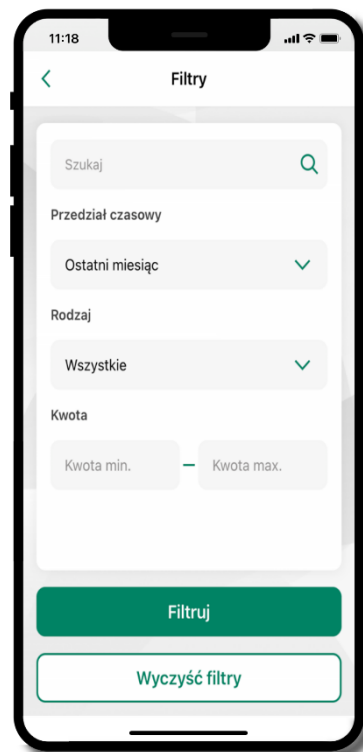 11:18
Filtry
Szukaj
Przedział czasowy
Ostatni miesiąc
Rodzaj
Wszystkie
Kwota
Kwota min. – Kwota max.
Filtruj
Wyczyść filtry